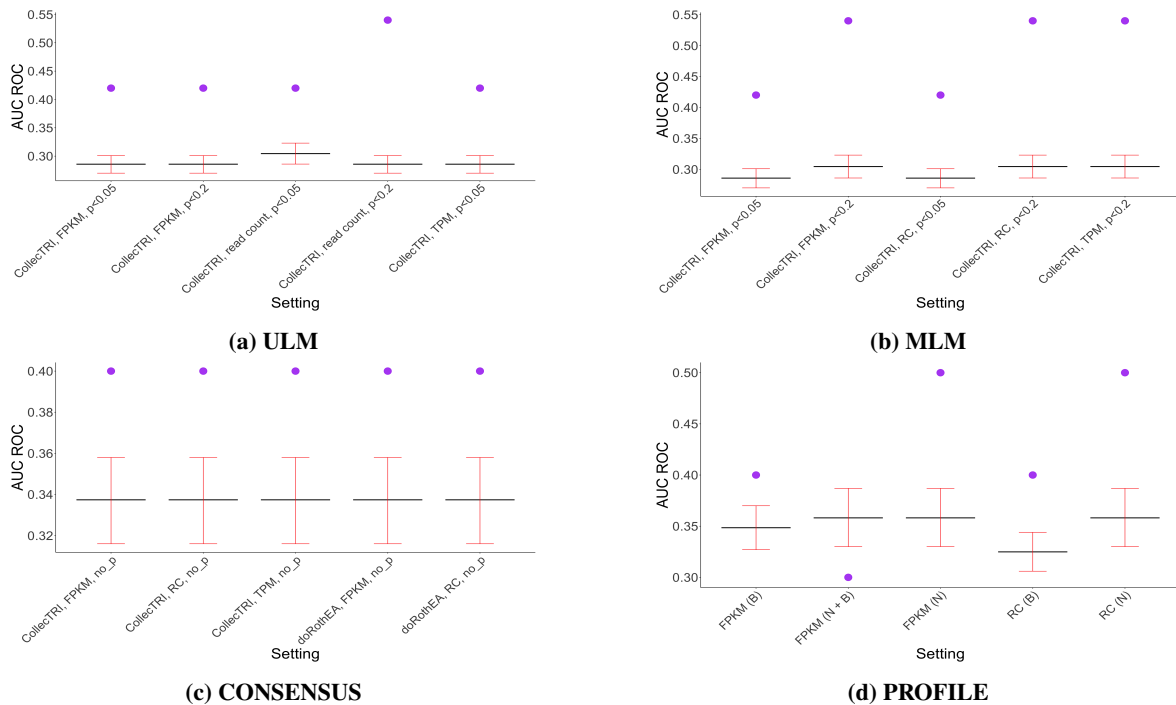 AUC ROC
0.55
0.50
0.45
0.40
0.35
0.30
CollecTRI, FPKM, p<0.05
CollecTRI, FPKM, p<0.2
CollecTRI, read count, p<0.05
CollecTRI, read count, p<0.2
CollecTRI, TPM, p<0.05
Setting
(a) ULM
AUC ROC
0.55
0.50
0.45
0.40
0.35
0.30
CollecTRI, FPKM, p<0.05
CollecTRI, FPKM, p<0.2
CollecTRI, RC, p<0.05
CollecTRI, RC, p<0.2
CollecTRI, TPM, p<0.2
Setting
(b) MLM
AUC ROC
0.40
0.38
0.36
0.34
0.32
CollecTRI, FPKM, no_p
CollecTRI, RC, no_p
CollecTRI, TPM, no_p
doRothEA, FPKM, no_p
doRothEA, RC, no_p
Setting
(c) CONSENSUS
AUC ROC
0.50
0.45
0.40
0.35
0.30
FPKM (B)
FPKM (N + B)
FPKM (N)
RC (B)
RC (N)
Setting
(d) PROFILE